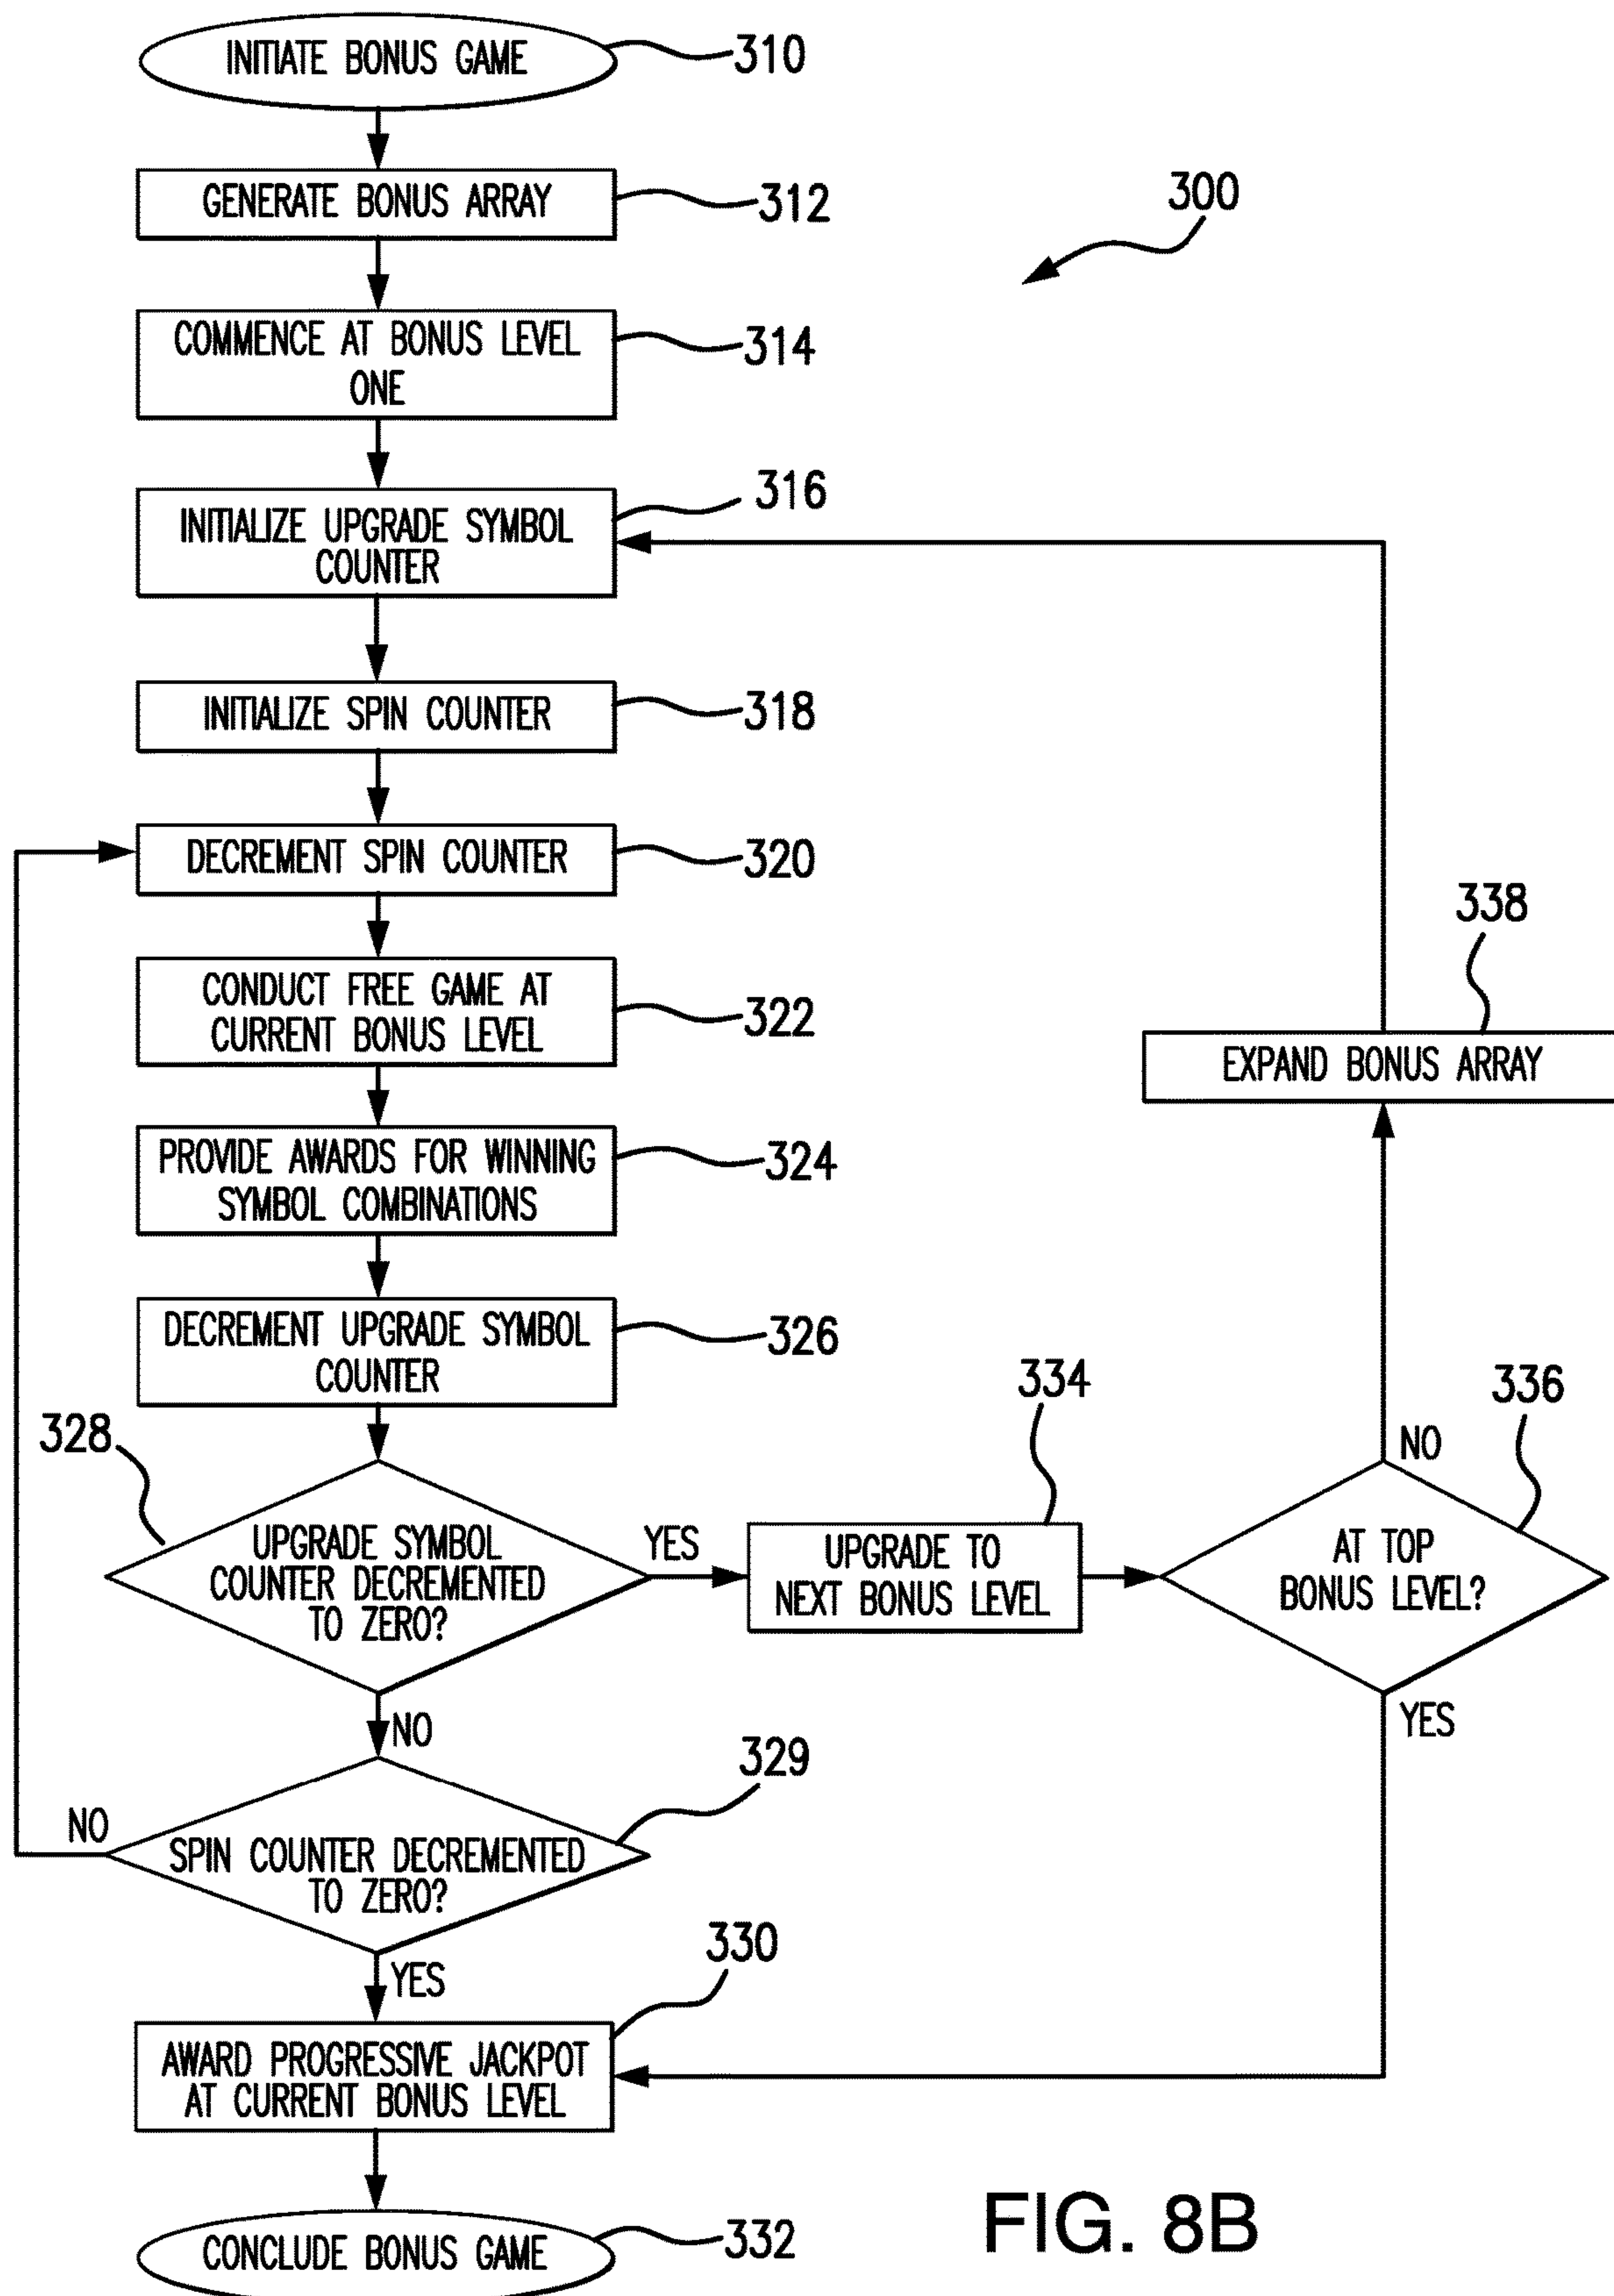 INITIATE BONUS GAME
310
GENERATE BONUS ARRAY
312
300
COMMENCE AT BONUS LEVEL
ONE
314
316
INITIALIZE UPGRADE SYMBOL
COUNTER
INITIALIZE SPIN COUNTER
318
DECREMENT SPIN COUNTER
320
338
CONDUCT FREE GAME AT
CURRENT BONUS LEVEL
322
EXPAND BONUS ARRAY
PROVIDE AWARDS FOR WINNING
SYMBOL COMBINATIONS
324
DECREMENT UPGRADE SYMBOL
COUNTER
326
334
336
328
NO
UPGRADE SYMBOL
COUNTER DECREMENTED
TO ZERO?
YES
UPGRADE TO
NEXT BONUS LEVEL
AT TOP
BONUS LEVEL?
NO
YES
329
NO
SPIN COUNTER DECREMENTED
TO ZERO?
330
YES
AWARD PROGRESSIVE JACKPOT
AT CURRENT BONUS LEVEL
CONCLUDE BONUS GAME
332
FIG. 8B